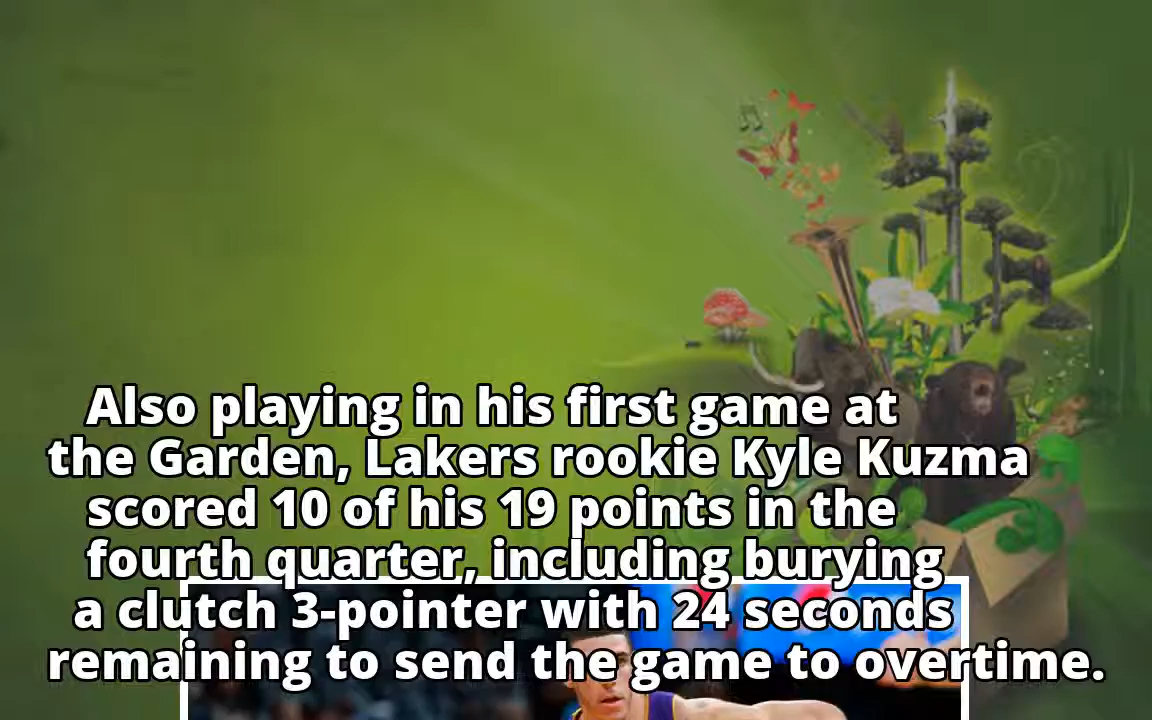 Also playing in his first game at
the Garden, Lakers rookie Kyle Kuzma
scored 10 of his 19 points in the
fourth quarter, including burying
a clutch 3-pointer with 24 seconds
remaining to send the game to overtime.